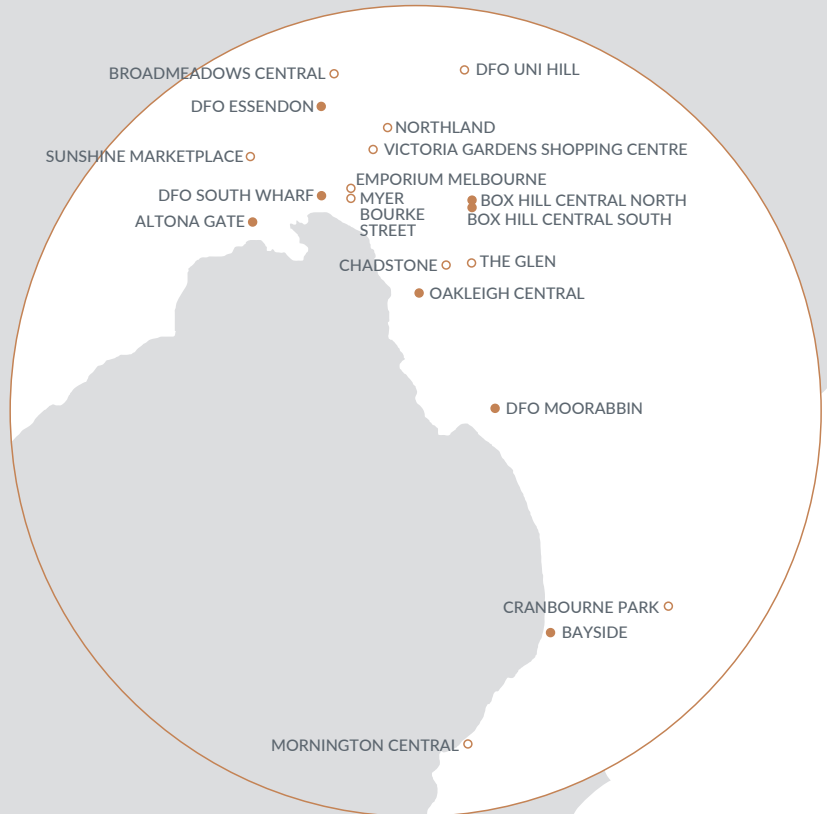 DFO UNI HILL
BROADMEADOWS CENTRAL
DFO ESSENDON
NORTHLAND
VICTORIA GARDENS SHOPPING CENTRE
SUNSHINE MARKETPLACE
EMPORIUM MELBOURNE
DFO SOUTH WHARF
MYER
BOURKE
STREET
BOX HILL CENTRAL NORTH
BOX HILL CENTRAL SOUTH
ALTONA GATE
CHADSTONE
THE GLEN
OAKLEIGH CENTRAL
DFO MOORABBIN
CRANBOURNE PARK
BAYSIDE
MORNINGTON CENTRAL